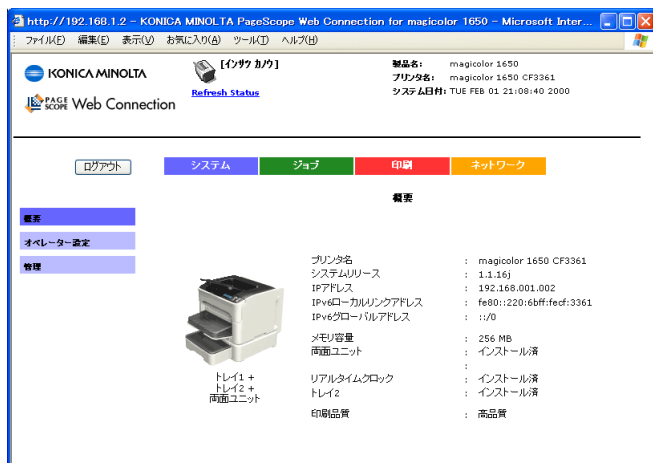 http://192.168.1.2 - KONICA MINOLTA PageScope Web Connection for magicolor 1650 - Microsoft Inter...
ファイル(F) 編集(E) 表示(V) お気に入り(A) ツール(T) ヘルプ(H)
KONICA MINOLTA
PAGE SCOPE Web Connection
[インサツ カノウ]
Refresh Status
製品名: magicolor 1650
プリンタ名: magicolor 1650 CF3361
システム日付: TUE FEB 01 21:08:40 2000
ログアウト システム ジョブ 印刷 ネットワーク
概要
概要
オペレーター設定
管理
プリンタ名 : magicolor 1650 CF3361
システムリリース : 1.1.16j
IPアドレス : 192.168.001.002
IPv6ローカルリンクアドレス : fe80::220:6bff:fecf:3361
IPv6グローバルアドレス : ::/0
メモリ容量 : 256 MB
両面ユニット : インストール済
:
リアルタイムクロック : インストール済
トレイ2 : インストール済
印刷品質 : 高品質
トレイ1 +
トレイ2 +
両面ユニット